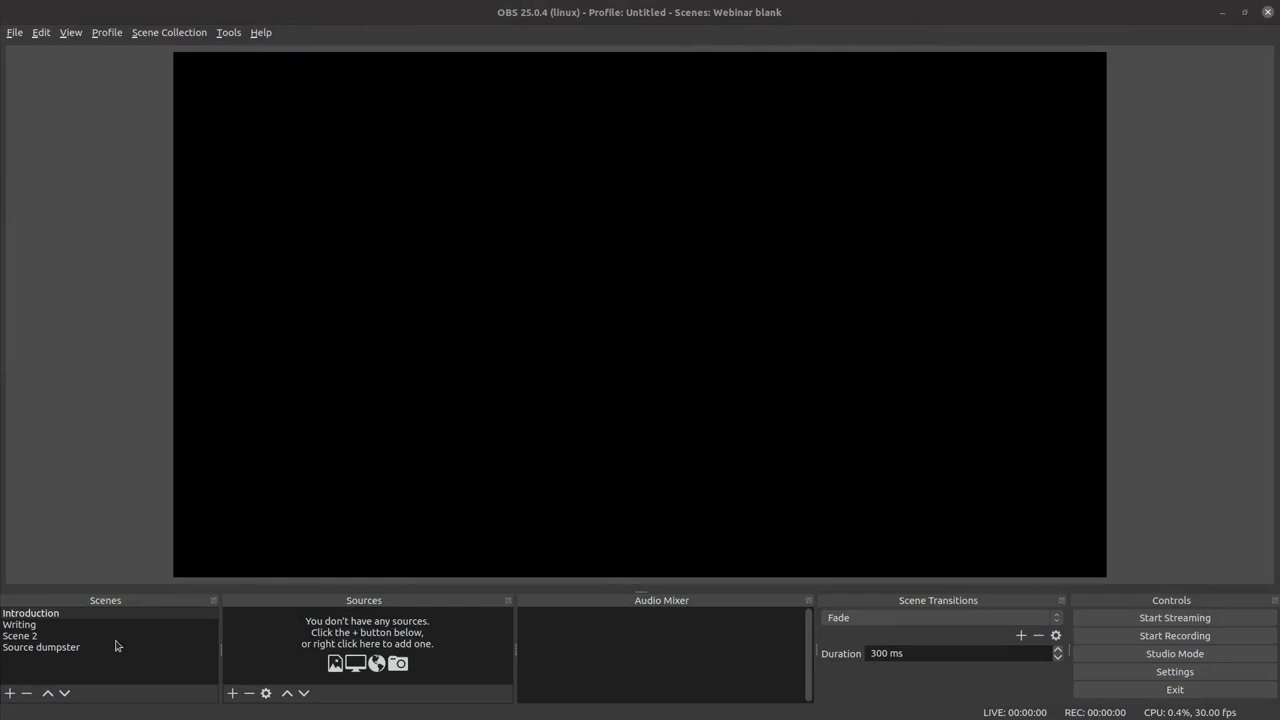 OBS 25.0.4 (linux) - Profile: Untitled - Scenes: Webinar blank
File Edit View Profile Scene Collection Tools Help
Scenes
Introduction
Writing
Scene 2
Source dumpster
Sources
You don't have any sources.
Click the + button below,
or right click here to add one.
Audio Mixer
Scene Transitions
Fade
Duration 300 ms
Controls
Start Streaming
Start Recording
Studio Mode
Settings
Exit
LIVE: 00:00:00 REC: 00:00:00 CPU: 0.4%, 30.00 fps